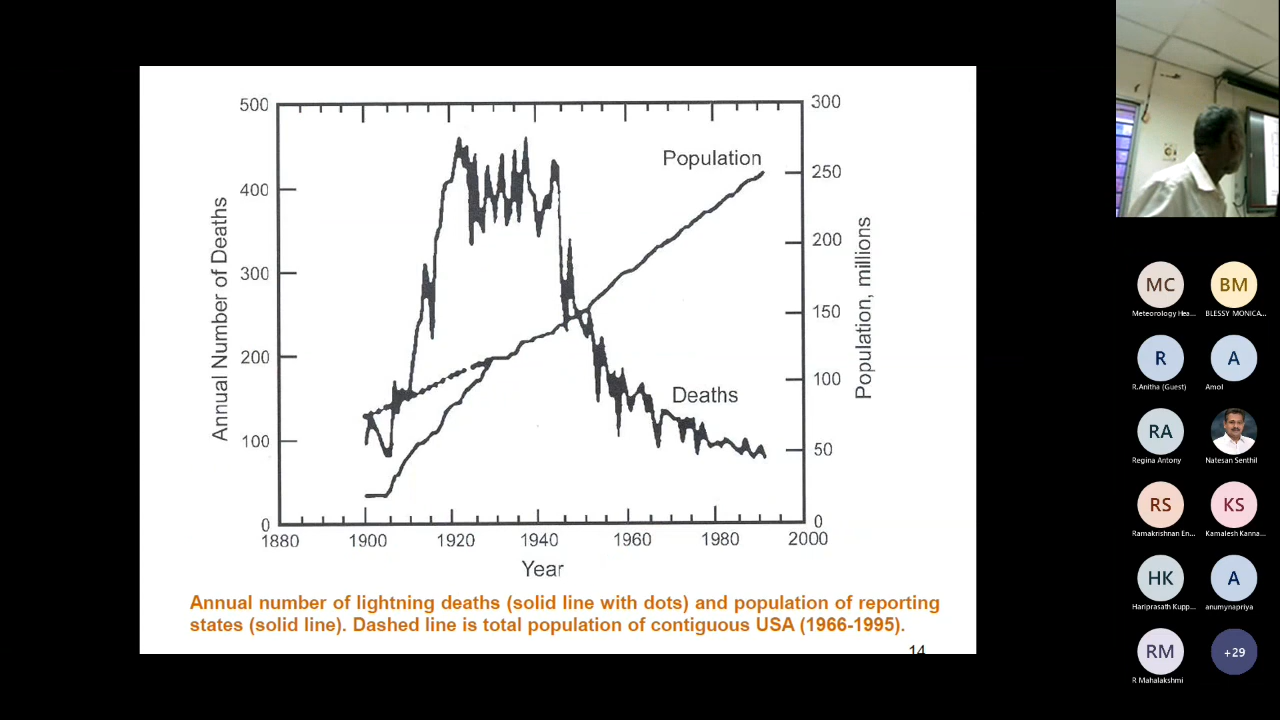 500
400
300
200
100
0
Annual Number of Deaths
1880
1900
1920
1940
1960
1980
2000
Year
300
250
200
150
100
50
0
Population, millions
Population
Deaths
Annual number of lightning deaths (solid line with dots) and population of reporting
states (solid line). Dashed line is total population of contiguous USA (1966-1995).
14
MC
Meteorology Hea...
BM
BLESSY MONICA...
R
R.Anitha (Guest)
A
Amol
RA
Regina Antony
Natesan Senthil
RS
Ramakrishnan En...
KS
Kamalesh Kanna...
HK
Hariprasath Kupp...
A
anumynapriya
RM
R Mahalakshmi
+29